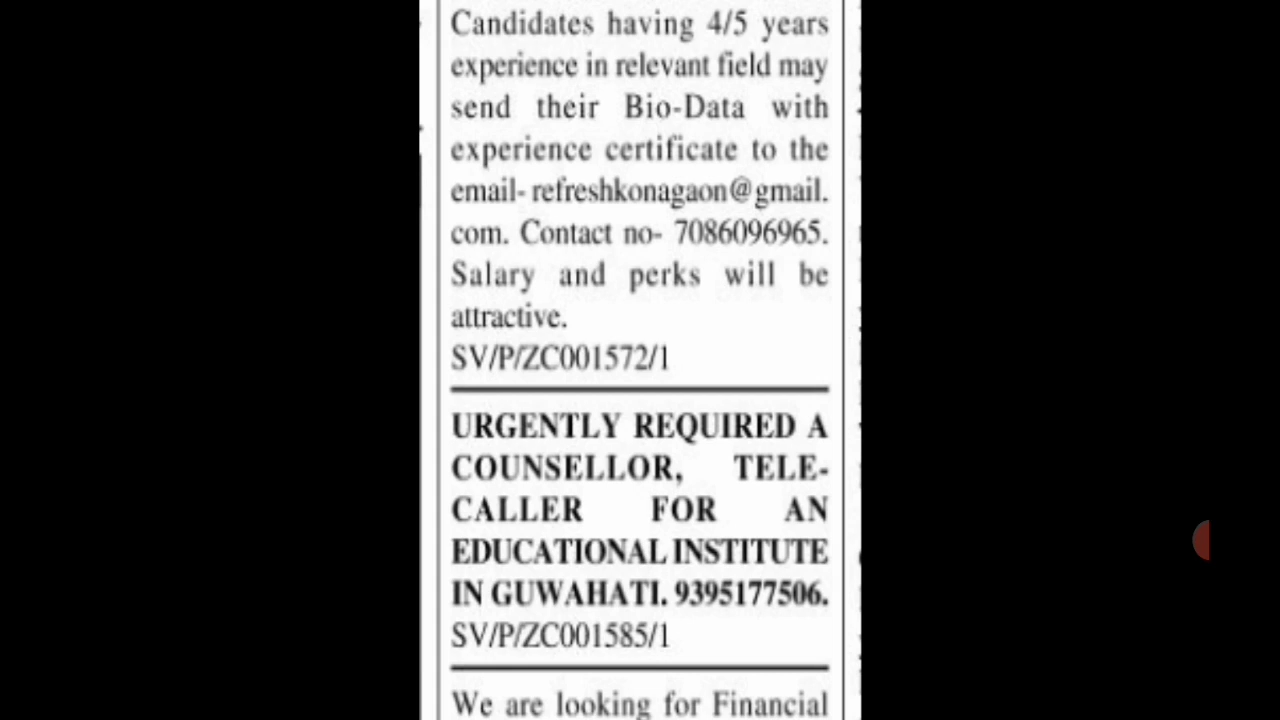 Candidates having 4/5 years
experience in relevant field may
send their Bio-Data with
experience certificate to the
email- refreshkonagaon@gmail.
com. Contact no- 7086096965.
Salary and perks will be
attractive.
SV/P/ZC001572/1
URGENTLY REQUIRED A
COUNSELLOR, TELE-
CALLER FOR AN
EDUCATIONAL INSTITUTE
IN GUWAHATI. 9395177506.
SV/P/ZC001585/1
We are looking for Financial